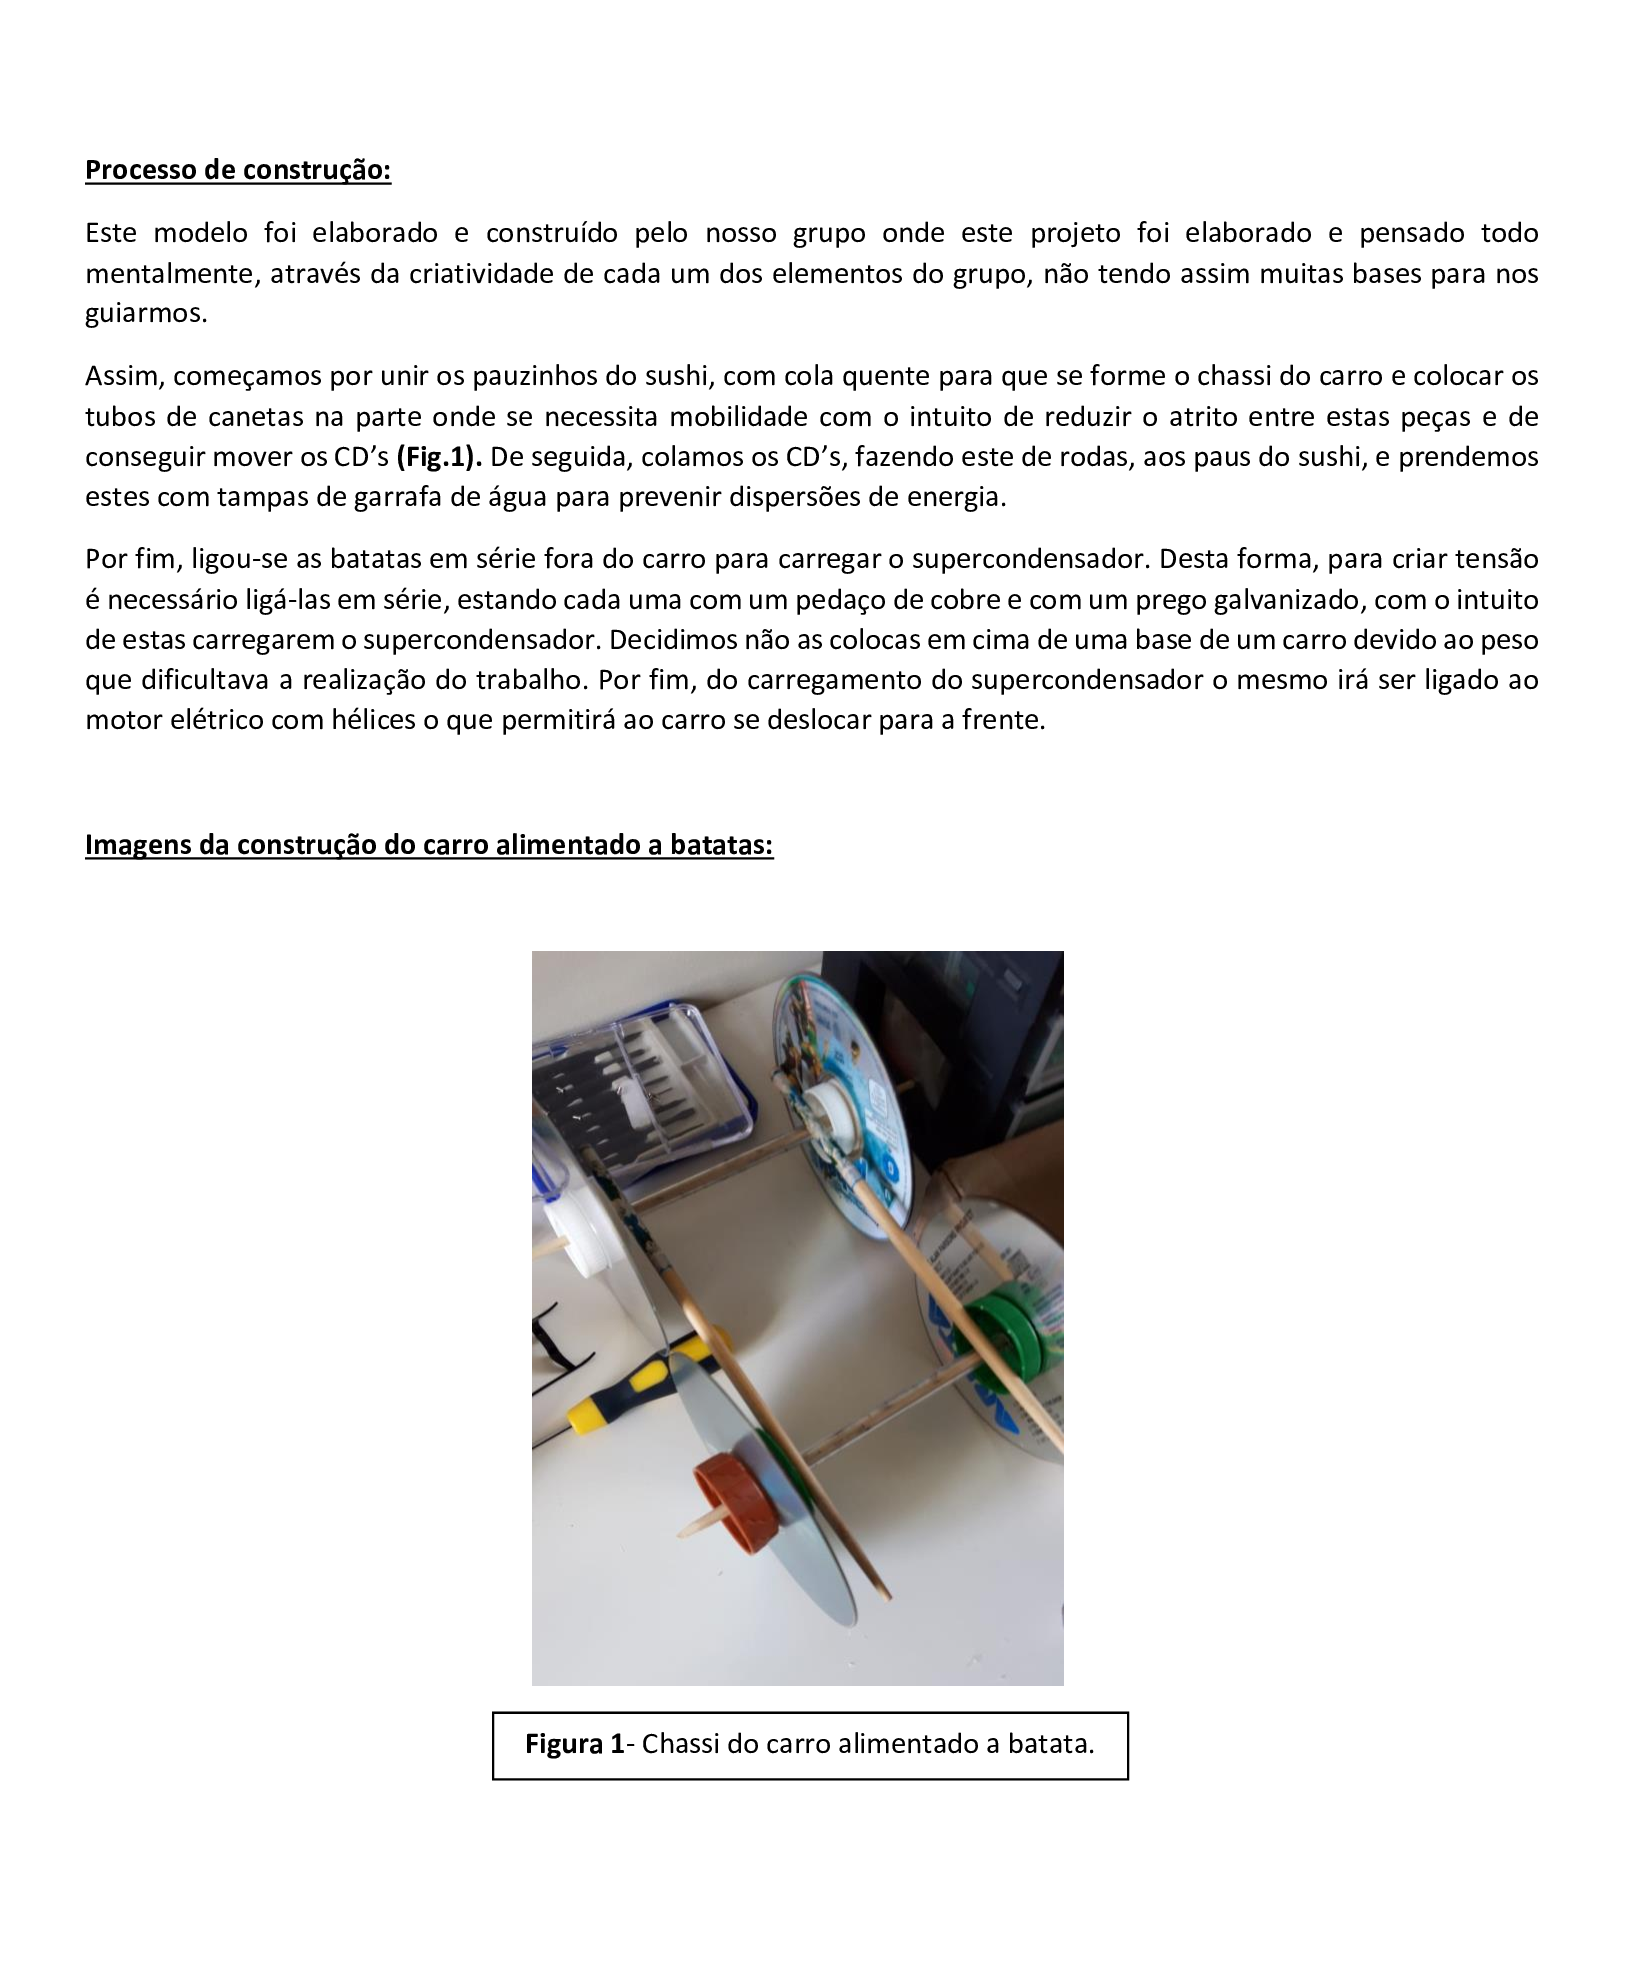 Processo de construção:
Este modelo foi elaborado e construído pelo nosso grupo onde este projeto foi elaborado e pensado todo
mentalmente, através da criatividade de cada um dos elementos do grupo, não tendo assim muitas bases para nos
guiarmos.
Assim, começamos por unir os pauzinhos do sushi, com cola quente para que se forme o chassi do carro e colocar os
tubos de canetas na parte onde se necessita mobilidade com o intuito de reduzir o atrito entre estas peças e de
conseguir mover os CD’s (Fig.1). De seguida, colamos os CD’s, fazendo este de rodas, aos paus do sushi, e prendemos
estes com tampas de garrafa de água para prevenir dispersões de energia.
Por fim, ligou-se as batatas em série fora do carro para carregar o supercondensador. Desta forma, para criar tensão
é necessário ligá-las em série, estando cada uma com um pedaço de cobre e com um prego galvanizado, com o intuito
de estas carregarem o supercondensador. Decidimos não as colocas em cima de uma base de um carro devido ao peso
que dificultava a realização do trabalho. Por fim, do carregamento do supercondensador o mesmo irá ser ligado ao
motor elétrico com hélices o que permitirá ao carro se deslocar para a frente.
Imagens da construção do carro alimentado a batatas:
Figura 1- Chassi do carro alimentado a batata.